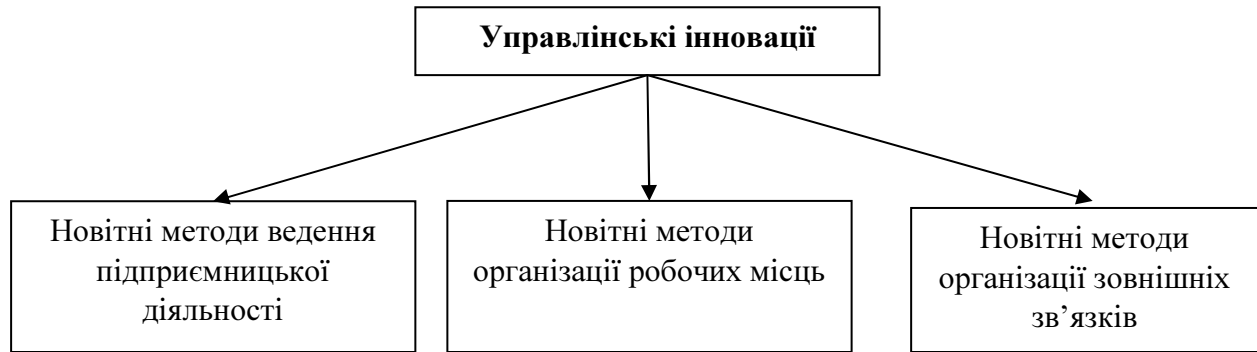 Управлінські інновації
Новітні методи ведення
підприємницької
діяльності
Новітні методи
організації робочих місць
Новітні методи
організації зовнішніх
зв’язків